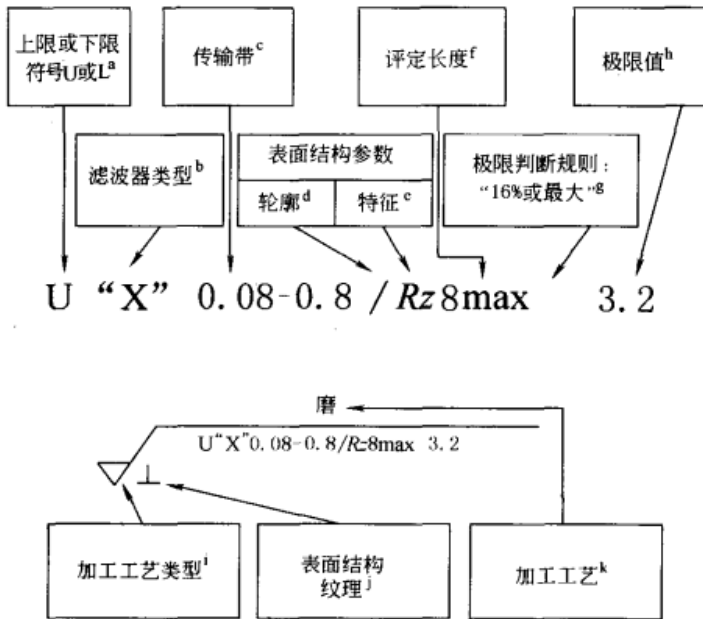 上限或下限
符号U或L^a
传输带^c
评定长度^f
极限值^h
滤波器类型^b
表面结构参数
轮廓^d
特征^e
极限判断规则：
“16%或最大”^g
U “X” 0.08-0.8 / Rz 8max 3.2
磨
U“X”0.08-0.8/Rz8max 3.2
⊥
加工工艺类型^i
表面结构
纹理^j
加工工艺^k